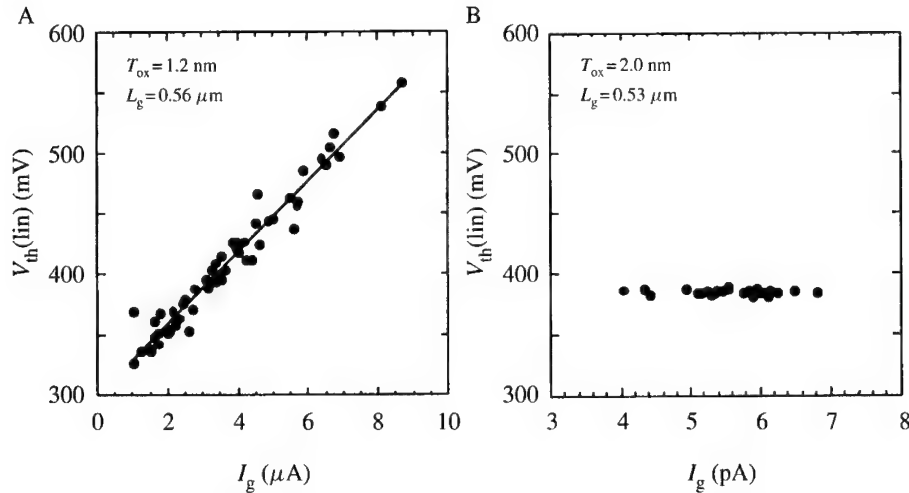 A
600
500
400
300
V_th(lin) (mV)
T_ox = 1.2 nm
L_g = 0.56 μm
0 2 4 6 8 10
I_g (μA)
B
600
500
400
300
V_th(lin) (mV)
T_ox = 2.0 nm
L_g = 0.53 μm
3 4 5 6 7 8
I_g (pA)